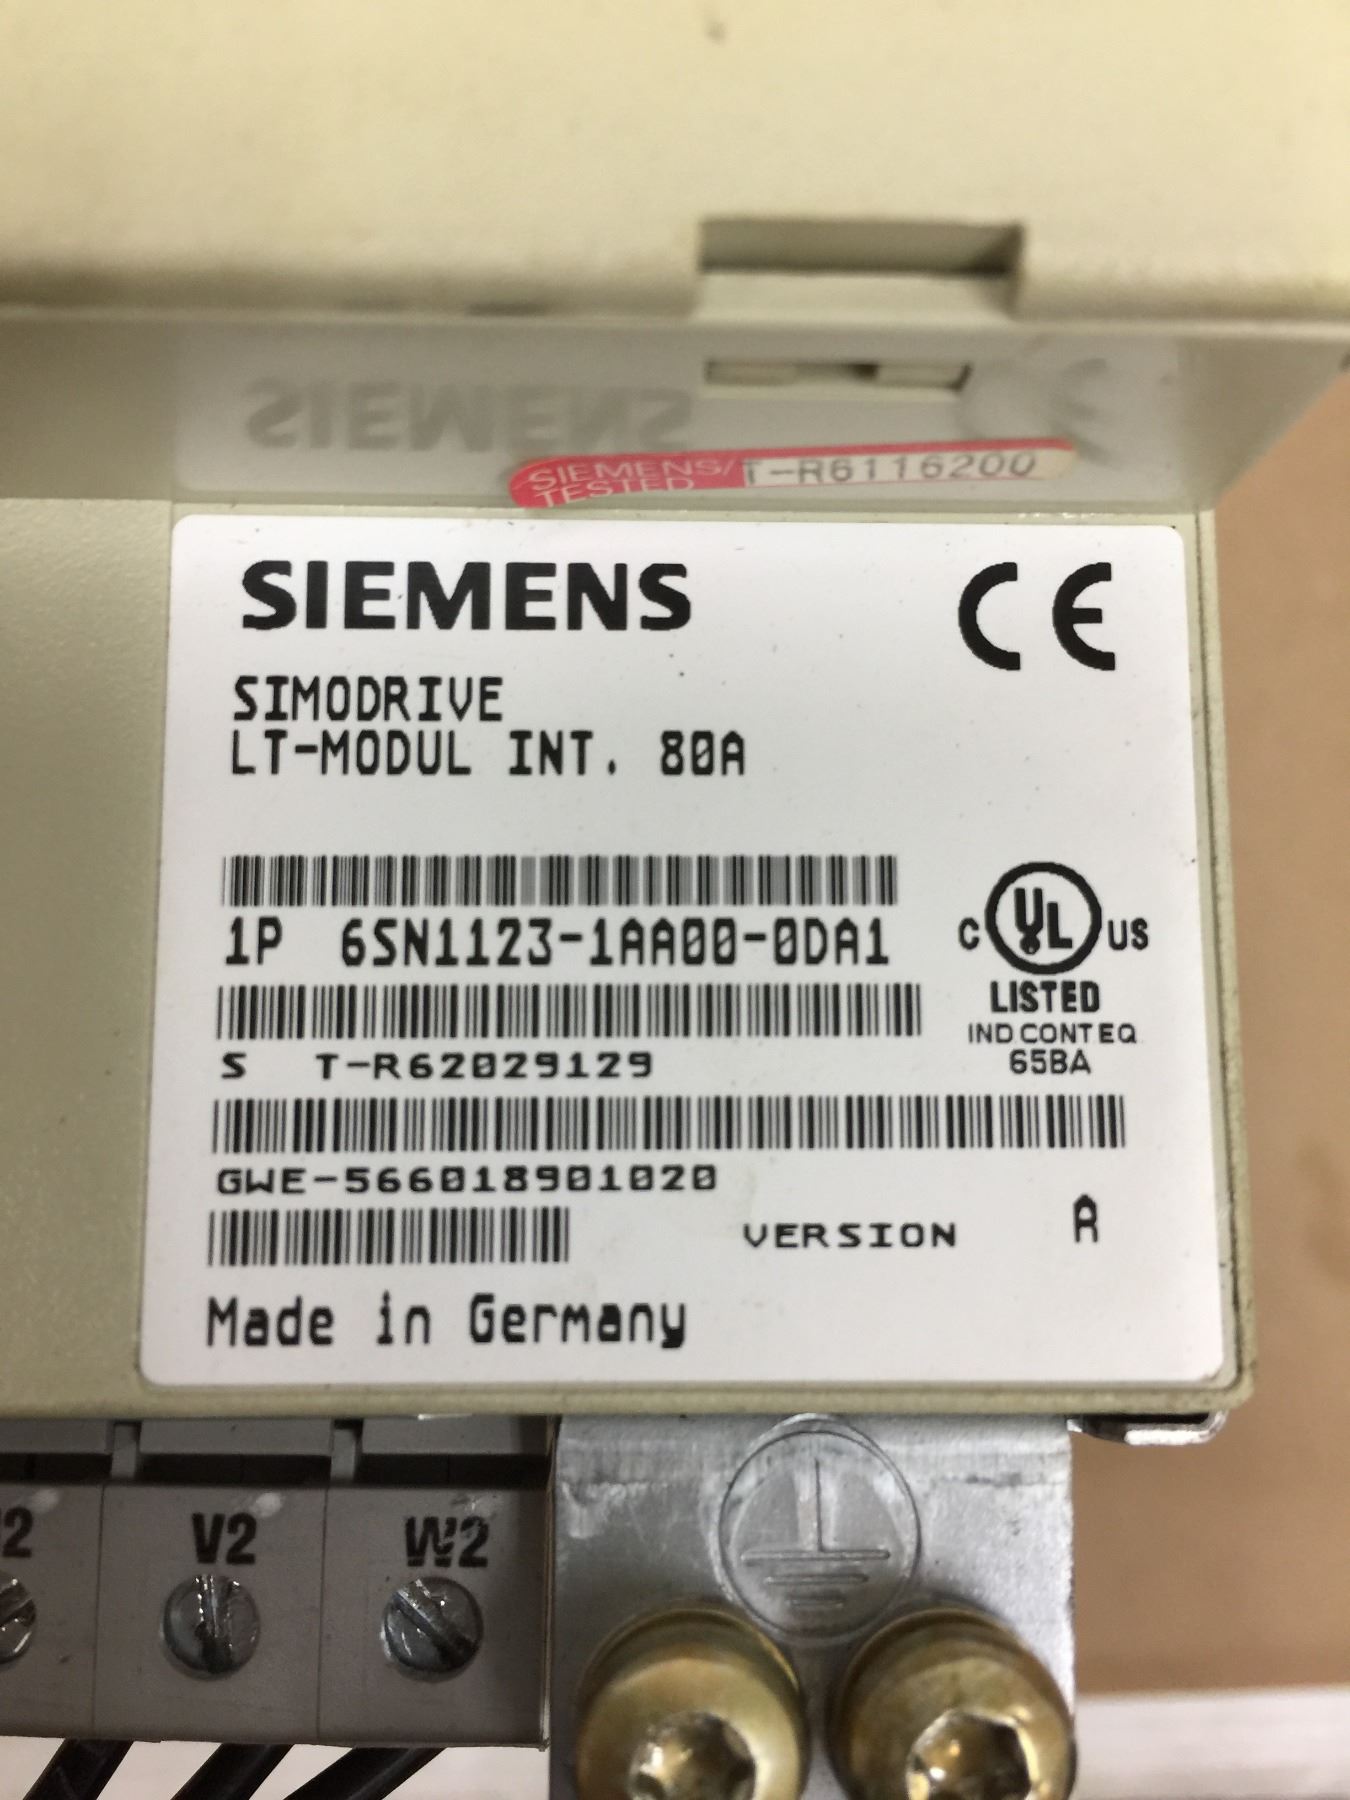 SIEMENS
SIEMENS/ T-R6116200
TESTED
SIEMENS CE
SIMODRIVE
LT-MODUL INT. 80A
1P 6SN1123-1AA00-0DA1
C UL US
LISTED
IND CONT EQ
65BA
S T-R62029129
GWE-566018901020
VERSION A
Made in Germany
V2 W2